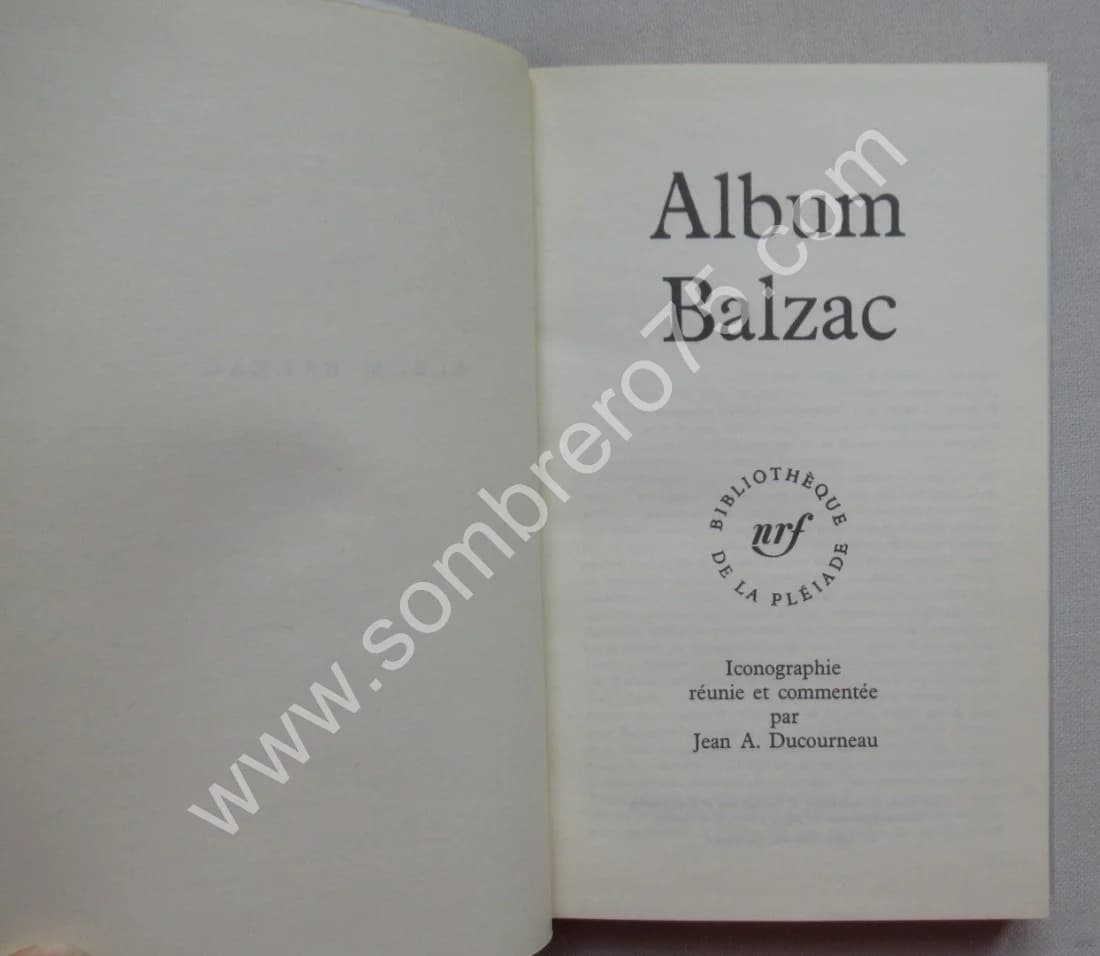 Album
Balzac
BIBLIOTHÈQUE
nrf
DE LA PLÉIADE
Iconographie
réunie et commentée
par
Jean A. Ducourneau
www.sombrero75.com